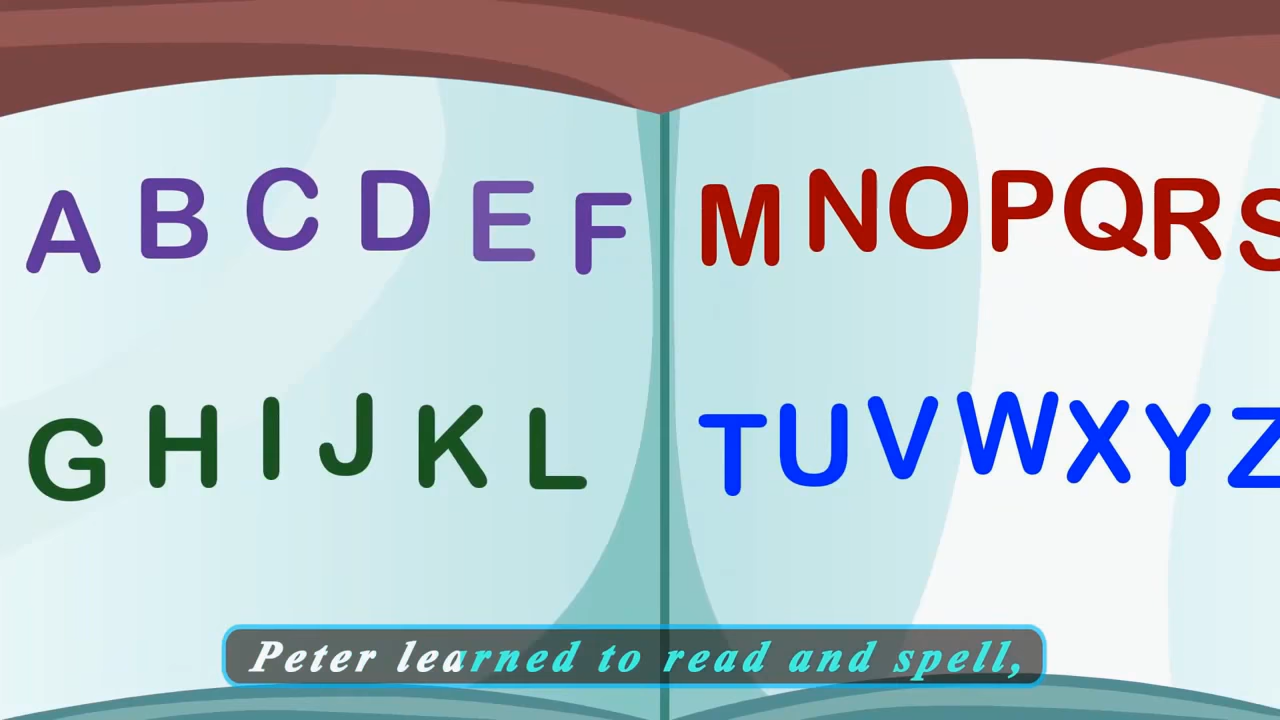 A B C D E F
G H I J K L
M N O P Q R S
T U V W X Y Z
Peter learned to read and spell,